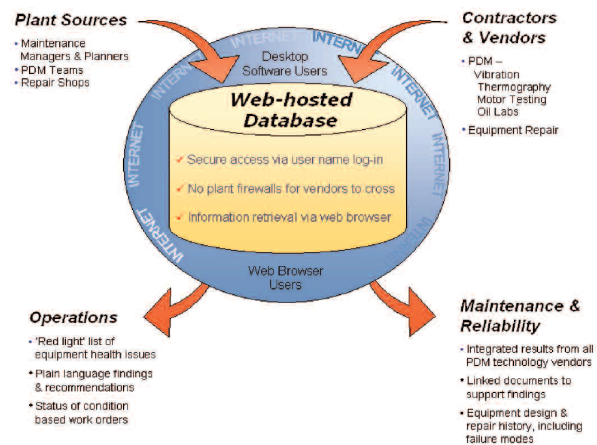 Plant Sources
• Maintenance
Managers & Planners
• PDM Teams
• Repair Shops
Contractors
& Vendors
• PDM –
Vibration
Thermography
Motor Testing
Oil Labs
• Equipment Repair
INTERNET
INTERNET
INTERNET
INTERNET
INTERNET
INTERNET
INTERNET
INTERNET
INTERNET
Desktop
Software Users
Web-hosted
Database
✓ Secure access via user name log-in
✓ No plant firewalls for vendors to cross
✓ Information retrieval via web browser
Web Browser
Users
Operations
• 'Red light' list of
equipment health issues
• Plain language findings
& recommendations
• Status of condition
based work orders
Maintenance &
Reliability
• Integrated results from all
PDM technology vendors
• Linked documents to
support findings
• Equipment design &
repair history, including
failure modes